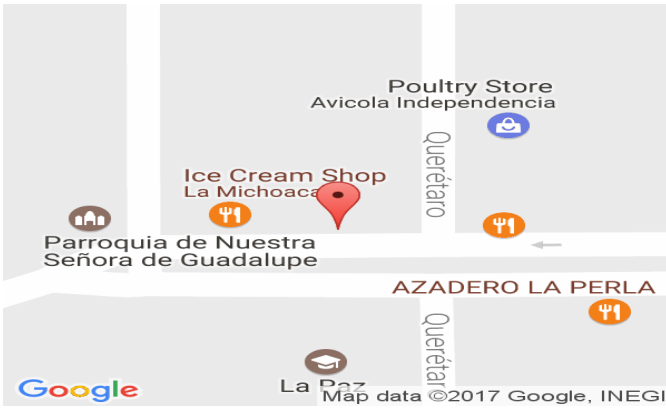 Poultry Store
Avicola Independencia
Querétaro
Ice Cream Shop
La Michoaca
Parroquia de Nuestra
Señora de Guadalupe
AZADERO LA PERLA
Querétaro
La Paz
Google
Map data ©2017 Google, INEGI